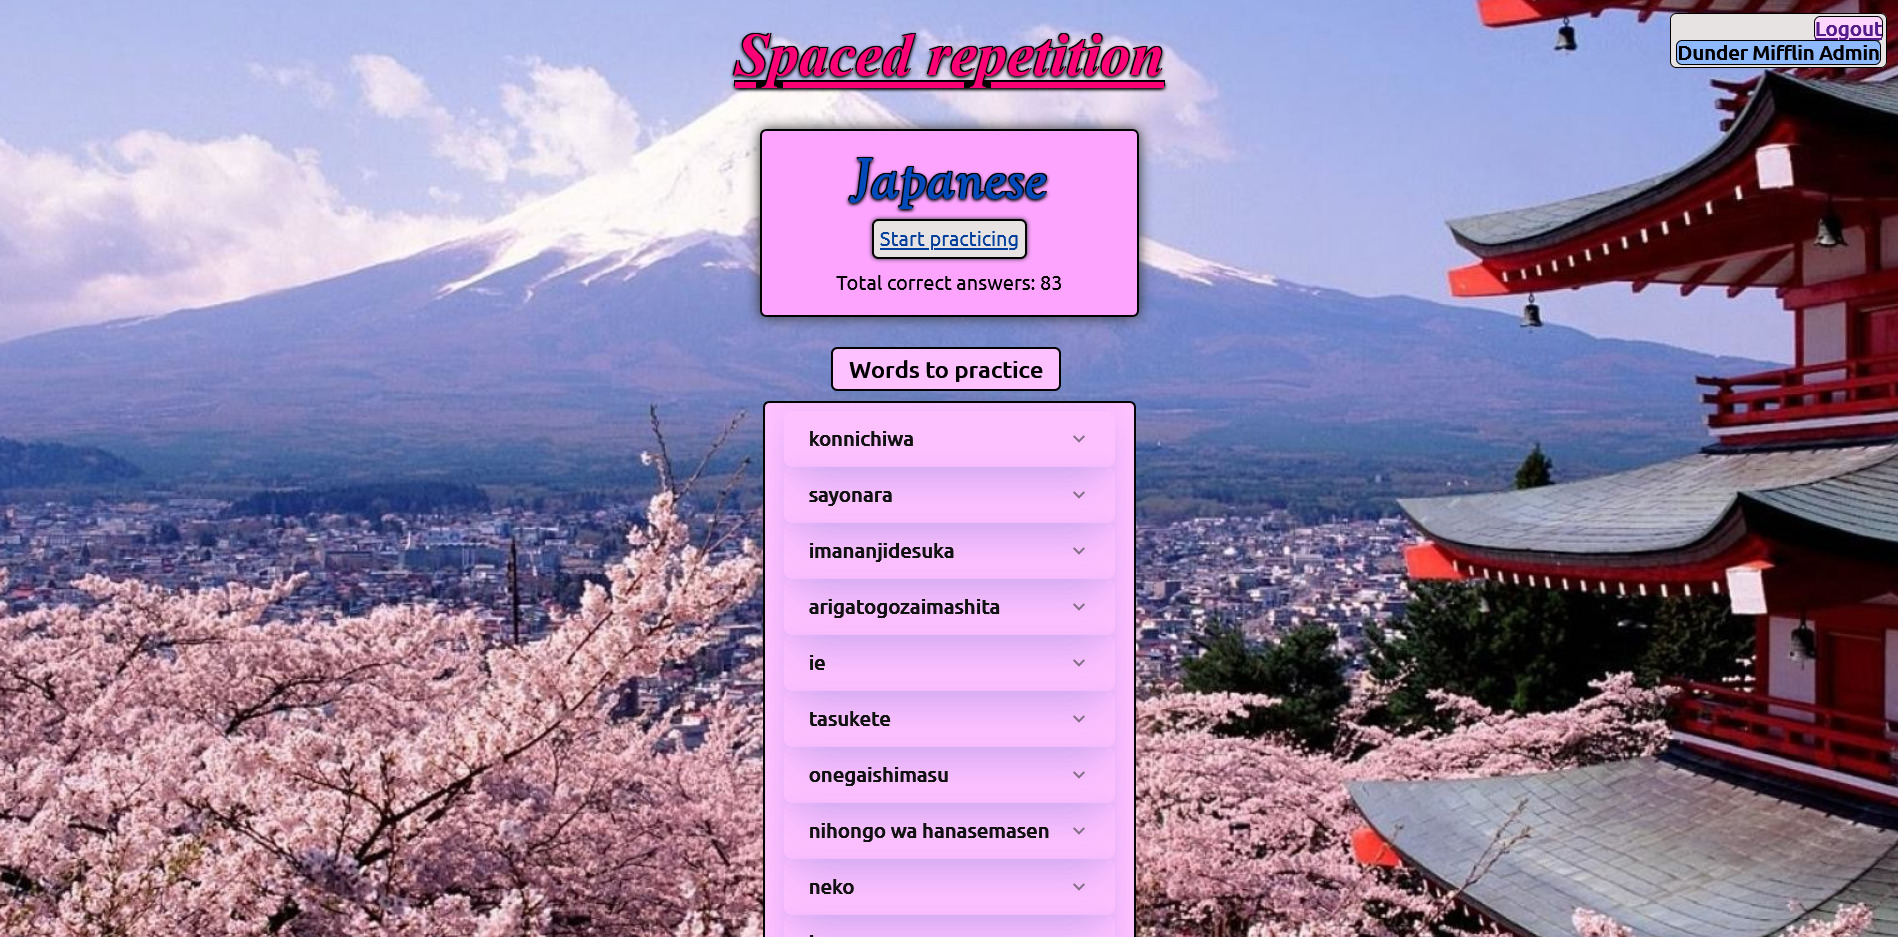 Spaced repetition
Logout
Dunder Mifflin Admin
Japanese
Start practicing
Total correct answers: 83
Words to practice
konnichiwa
sayonara
imananjidesuka
arigatogozaimashita
ie
tasukete
onegaishimasu
nihongo wa hanasemasen
neko